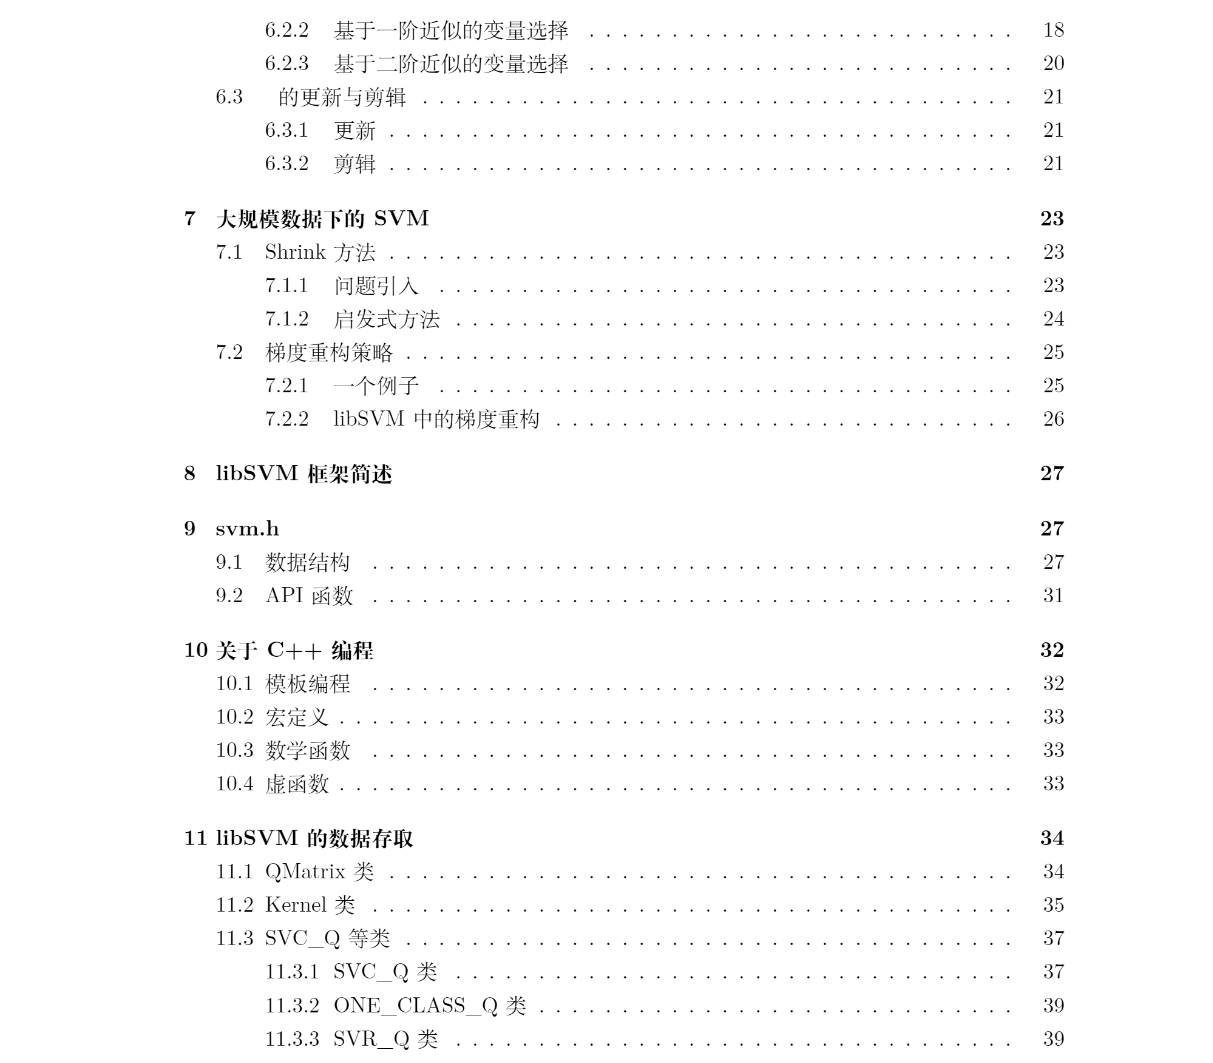 6.2.2 基于一阶近似的变量选择 . . . . . . . . . . . . . . . . . . . . . . . . . . 18
6.2.3 基于二阶近似的变量选择 . . . . . . . . . . . . . . . . . . . . . . . . . . 20
6.3 的更新与剪辑 . . . . . . . . . . . . . . . . . . . . . . . . . . . . . . . . . . . . 21
6.3.1 更新 . . . . . . . . . . . . . . . . . . . . . . . . . . . . . . . . . . . . . . 21
6.3.2 剪辑 . . . . . . . . . . . . . . . . . . . . . . . . . . . . . . . . . . . . . . 21
7 大规模数据下的 SVM 23
7.1 Shrink 方法 . . . . . . . . . . . . . . . . . . . . . . . . . . . . . . . . . . . . . . 23
7.1.1 问题引入 . . . . . . . . . . . . . . . . . . . . . . . . . . . . . . . . . . . 23
7.1.2 启发式方法 . . . . . . . . . . . . . . . . . . . . . . . . . . . . . . . . . . 24
7.2 梯度重构策略 . . . . . . . . . . . . . . . . . . . . . . . . . . . . . . . . . . . . . 25
7.2.1 一个例子 . . . . . . . . . . . . . . . . . . . . . . . . . . . . . . . . . . . 25
7.2.2 libSVM 中的梯度重构 . . . . . . . . . . . . . . . . . . . . . . . . . . . . 26
8 libSVM 框架简述 27
9 svm.h 27
9.1 数据结构 . . . . . . . . . . . . . . . . . . . . . . . . . . . . . . . . . . . . . . . 27
9.2 API 函数 . . . . . . . . . . . . . . . . . . . . . . . . . . . . . . . . . . . . . . . 31
10 关于 C++ 编程 32
10.1 模板编程 . . . . . . . . . . . . . . . . . . . . . . . . . . . . . . . . . . . . . . . 32
10.2 宏定义 . . . . . . . . . . . . . . . . . . . . . . . . . . . . . . . . . . . . . . . . . 33
10.3 数学函数 . . . . . . . . . . . . . . . . . . . . . . . . . . . . . . . . . . . . . . . 33
10.4 虚函数 . . . . . . . . . . . . . . . . . . . . . . . . . . . . . . . . . . . . . . . . . 33
11 libSVM 的数据存取 34
11.1 QMatrix 类 . . . . . . . . . . . . . . . . . . . . . . . . . . . . . . . . . . . . . . 34
11.2 Kernel 类 . . . . . . . . . . . . . . . . . . . . . . . . . . . . . . . . . . . . . . . 35
11.3 SVC_Q 等类 . . . . . . . . . . . . . . . . . . . . . . . . . . . . . . . . . . . . . 37
11.3.1 SVC_Q 类 . . . . . . . . . . . . . . . . . . . . . . . . . . . . . . . . . . 37
11.3.2 ONE_CLASS_Q 类 . . . . . . . . . . . . . . . . . . . . . . . . . . . . . 39
11.3.3 SVR_Q 类 . . . . . . . . . . . . . . . . . . . . . . . . . . . . . . . . . . 39